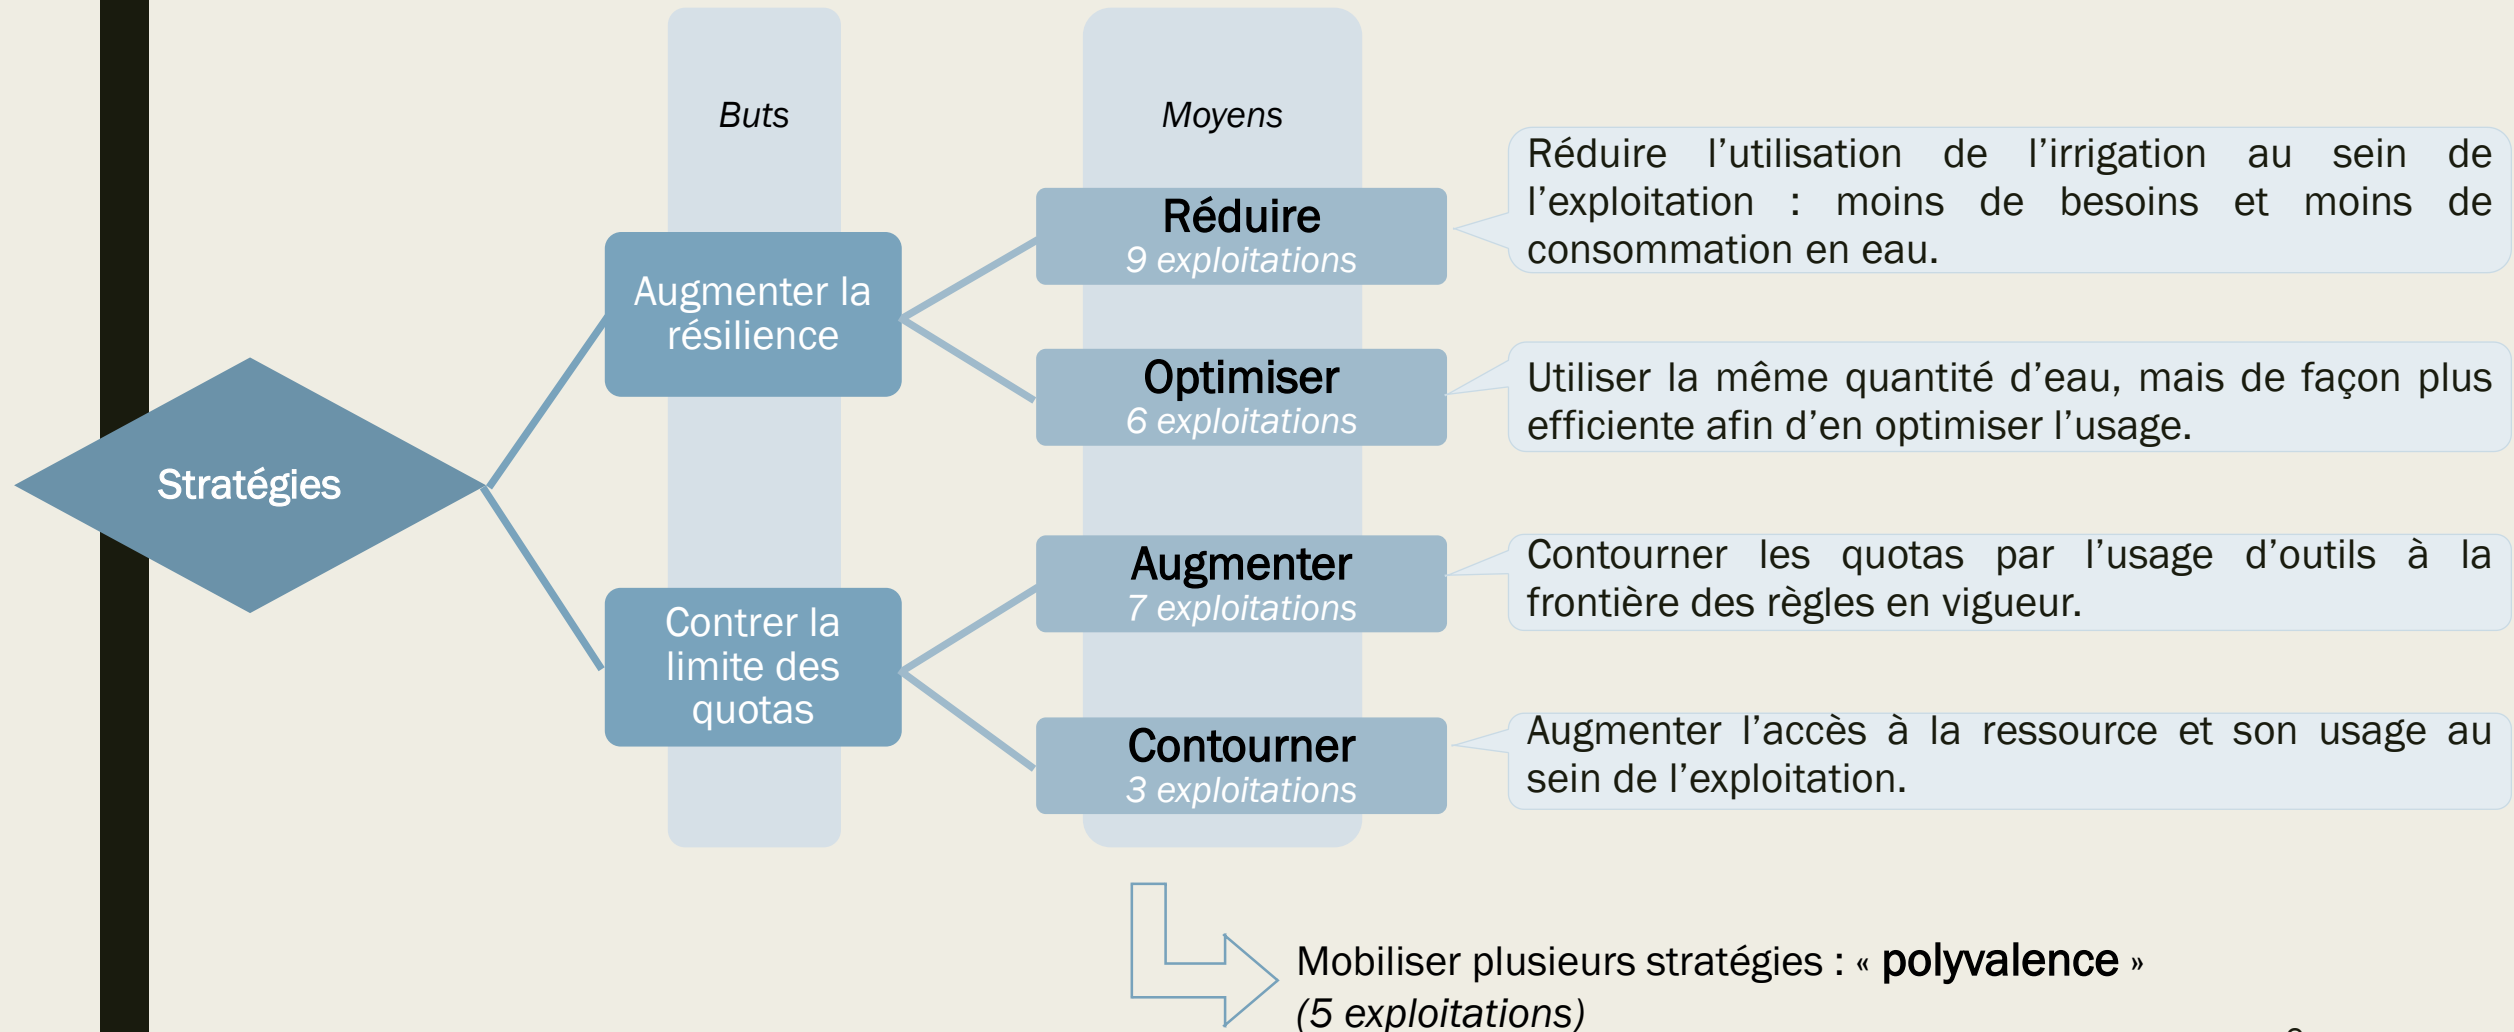 Buts
Moyens
Réduire
9 exploitations
Réduire l’utilisation de l’irrigation au sein de
l’exploitation : moins de besoins et moins de
consommation en eau.
Augmenter la
résilience
Optimiser
6 exploitations
Utiliser la même quantité d’eau, mais de façon plus
efficiente afin d’en optimiser l’usage.
Stratégies
Augmenter
7 exploitations
Contourner les quotas par l’usage d’outils à la
frontière des règles en vigueur.
Contrer la
limite des
quotas
Contourner
3 exploitations
Augmenter l’accès à la ressource et son usage au
sein de l’exploitation.
Mobiliser plusieurs stratégies : « polyvalence »
(5 exploitations)